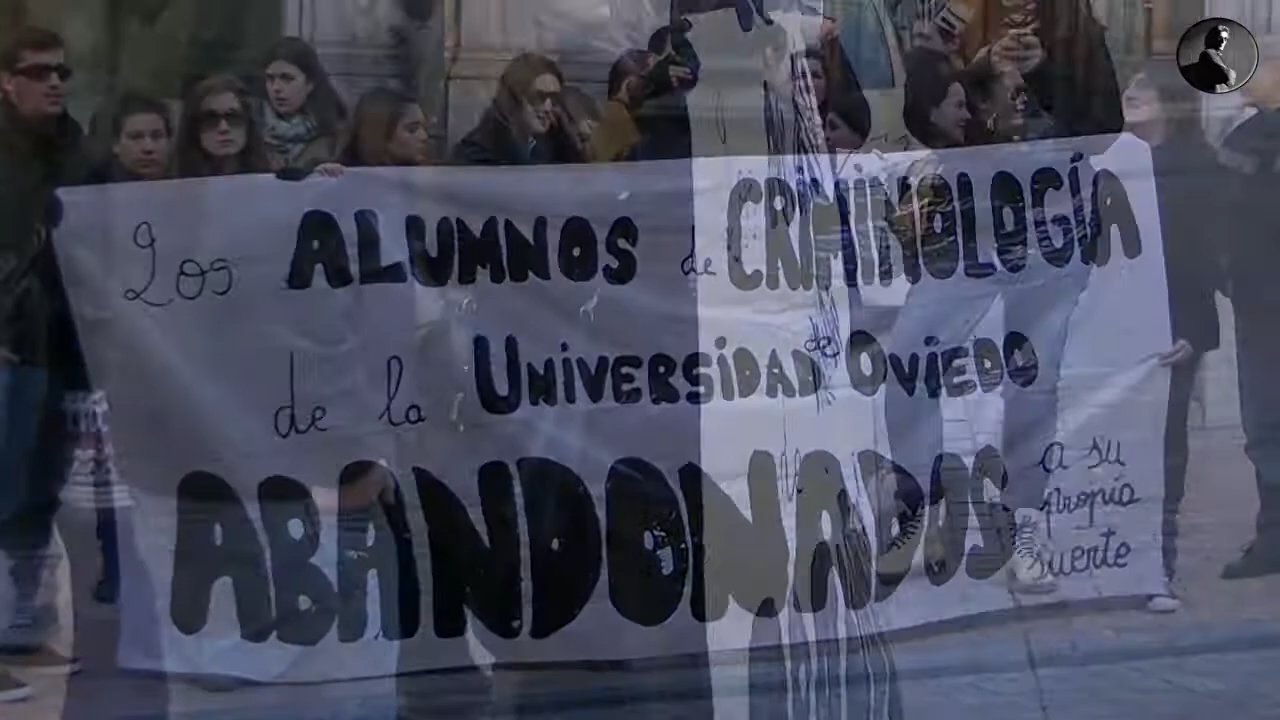 Los ALUMNOS de CRIMINOLOGÍA
de la UNIVERSIDAD de OVIEDO
ABANDONADOS a su propia suerte